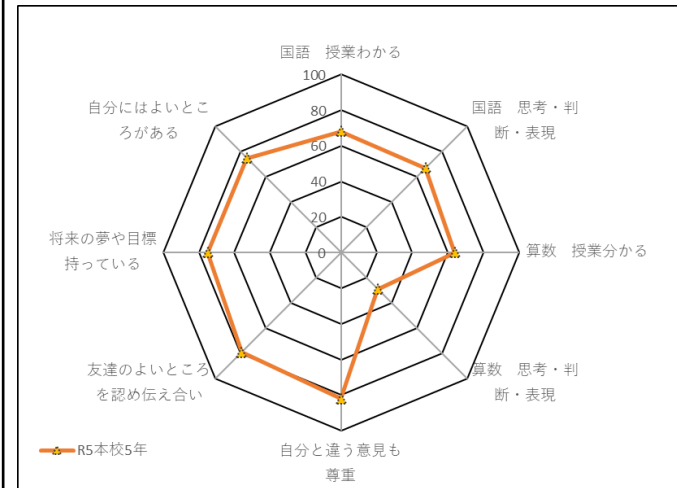 国語　授業わかる
100
80
60
40
20
0
国語　思考・判
断・表現
算数　授業分かる
算数　思考・判
断・表現
自分と違う意見も
尊重
友達のよいところ
を認め伝え合い
将来の夢や目標
持っている
自分にはよいとこ
ろがある
R5本校5年